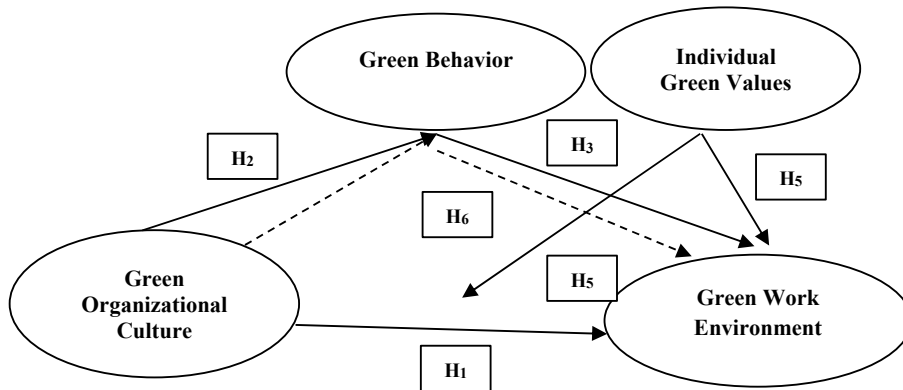 Green Behavior
Individual
Green Values
H2
H3
H5
H6
Green
Organizational
Culture
H5
Green Work
Environment
H1